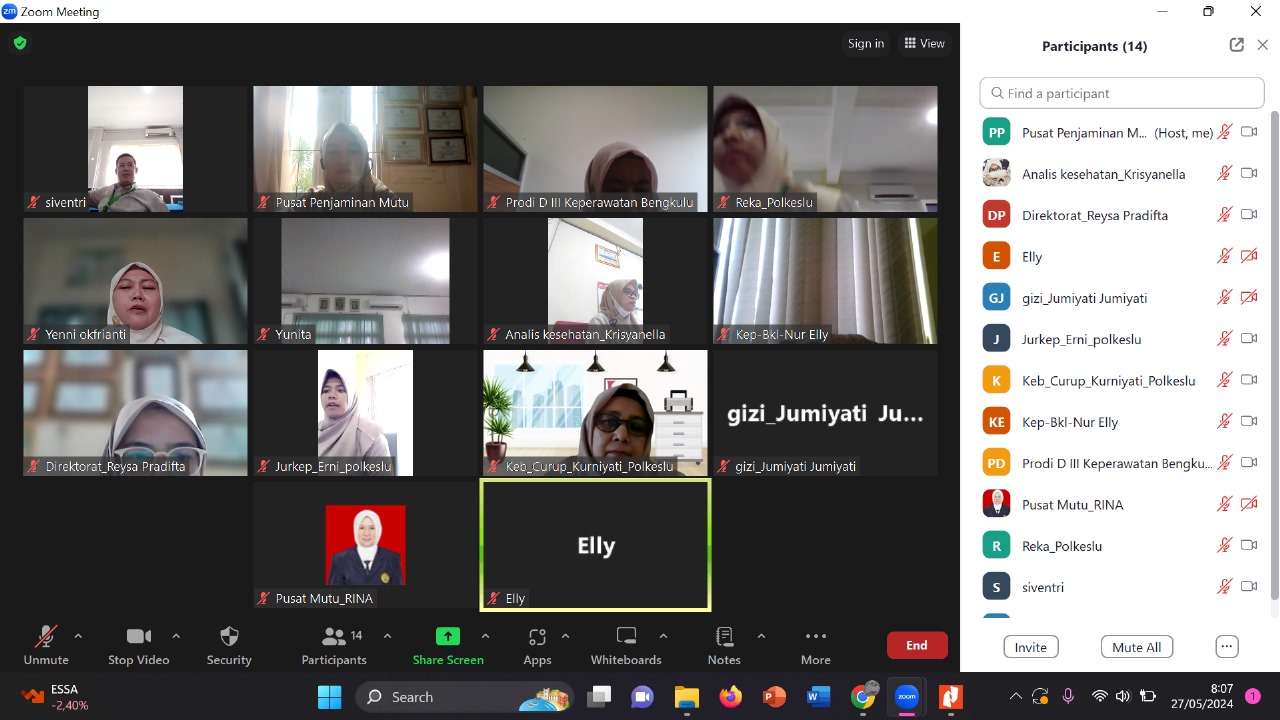 zm Zoom Meeting
Sign in
View
siventri
Pusat Penjaminan Mutu
Prodi D III Keperawatan Bengkulu
Reka_Polkeslu
Yenni okfrianti
Yunita
Analis kesehatan_Krisyanella
Kep-Bkl-Nur Elly
Direktorat_Reysa Pradifta
Jurkep_Erni_polkeslu
Keb_Curup_Kurniyati_Polkeslu
gizi_Jumiyati Ju...
gizi_Jumiyati Jumiyati
Pusat Mutu_RINA
Elly
Elly
Unmute
Stop Video
Security
14
Participants
Share Screen
Apps
Whiteboards
Notes
More
End
Participants (14)
Find a participant
PP Pusat Penjaminan M... (Host, me)
Analis kesehatan_Krisyanella
DP Direktorat_Reysa Pradifta
E Elly
GJ gizi_Jumiyati Jumiyati
J Jurkep_Erni_polkeslu
K Keb_Curup_Kurniyati_Polkeslu
KE Kep-Bkl-Nur Elly
PD Prodi D III Keperawatan Bengku...
Pusat Mutu_RINA
R Reka_Polkeslu
S siventri
Invite
Mute All
ESSA
-2,40%
Search
zoom
8:07
27/05/2024
1